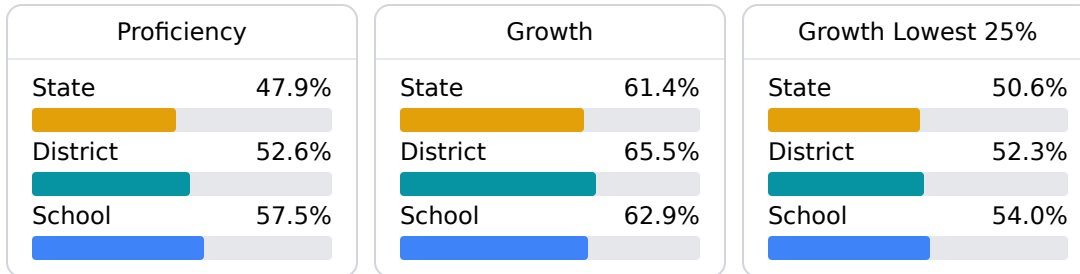 Proficiency
State 47.9%
District 52.6%
School 57.5%
Growth
State 61.4%
District 65.5%
School 62.9%
Growth Lowest 25%
State 50.6%
District 52.3%
School 54.0%